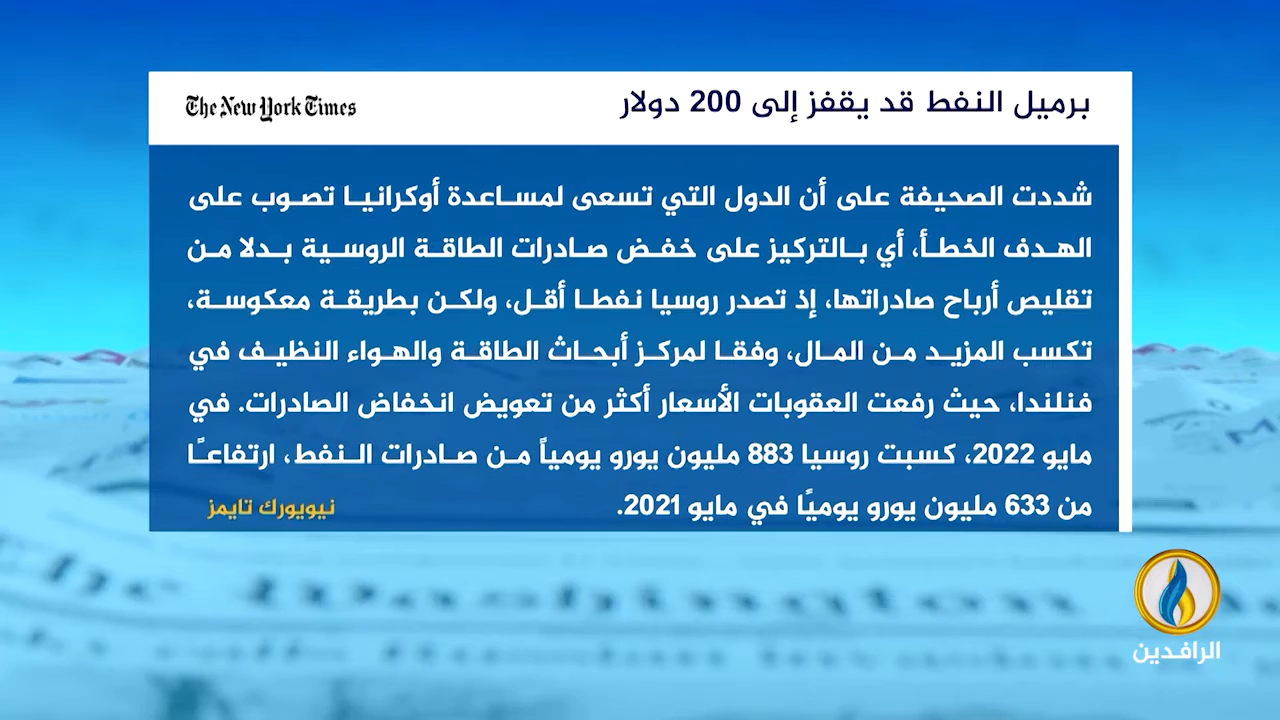 The New York Times
برميل النفط قد يقفز إلى 200 دولار
شددت الصحيفة على أن الدول التي تسعى لمساعدة أوكرانيا تصوب على
الهدف الخطأ، أي بالتركيز على خفض صادرات الطاقة الروسية بدلا من
تقليص أرباح صادراتها، إذ تصدر روسيا نفطا أقل، ولكن بطريقة معكوسة،
تكسب المزيد من المال، وفقا لمركز أبحاث الطاقة والهواء النظيف في
فنلندا، حيث رفعت العقوبات الأسعار أكثر من تعويض انخفاض الصادرات. في
مايو 2022، كسبت روسيا 883 مليون يورو يومياً من صادرات النفط، ارتفاعًا
من 633 مليون يورو يوميًا في مايو 2021.
نيويورك تايمز
الرافدين